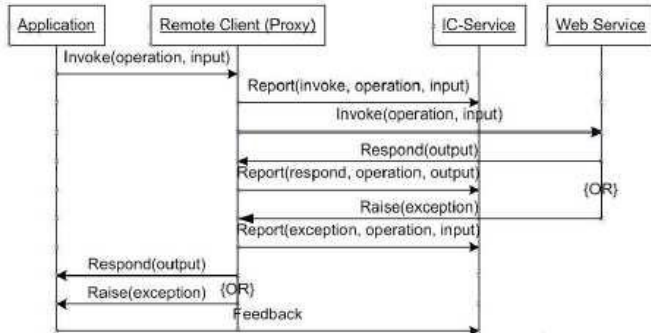 Application
Remote Client (Proxy)
IC-Service
Web Service
Invoke(operation, input)
Report(invoke, operation, input)
Invoke(operation, input)
Respond(output)
Report(respond, operation, output)
{OR}
Raise(exception)
Report(exception, operation, input)
Respond(output)
{OR}
Raise(exception)
Feedback